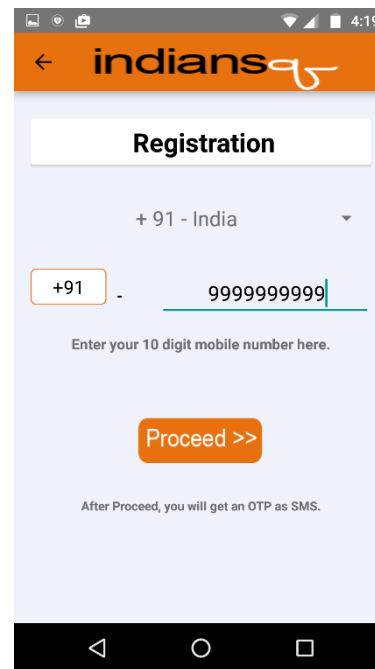 4:19
indians
Registration
+ 91 - India
+91 - 9999999999
Enter your 10 digit mobile number here.
Proceed >>
After Proceed, you will get an OTP as SMS.